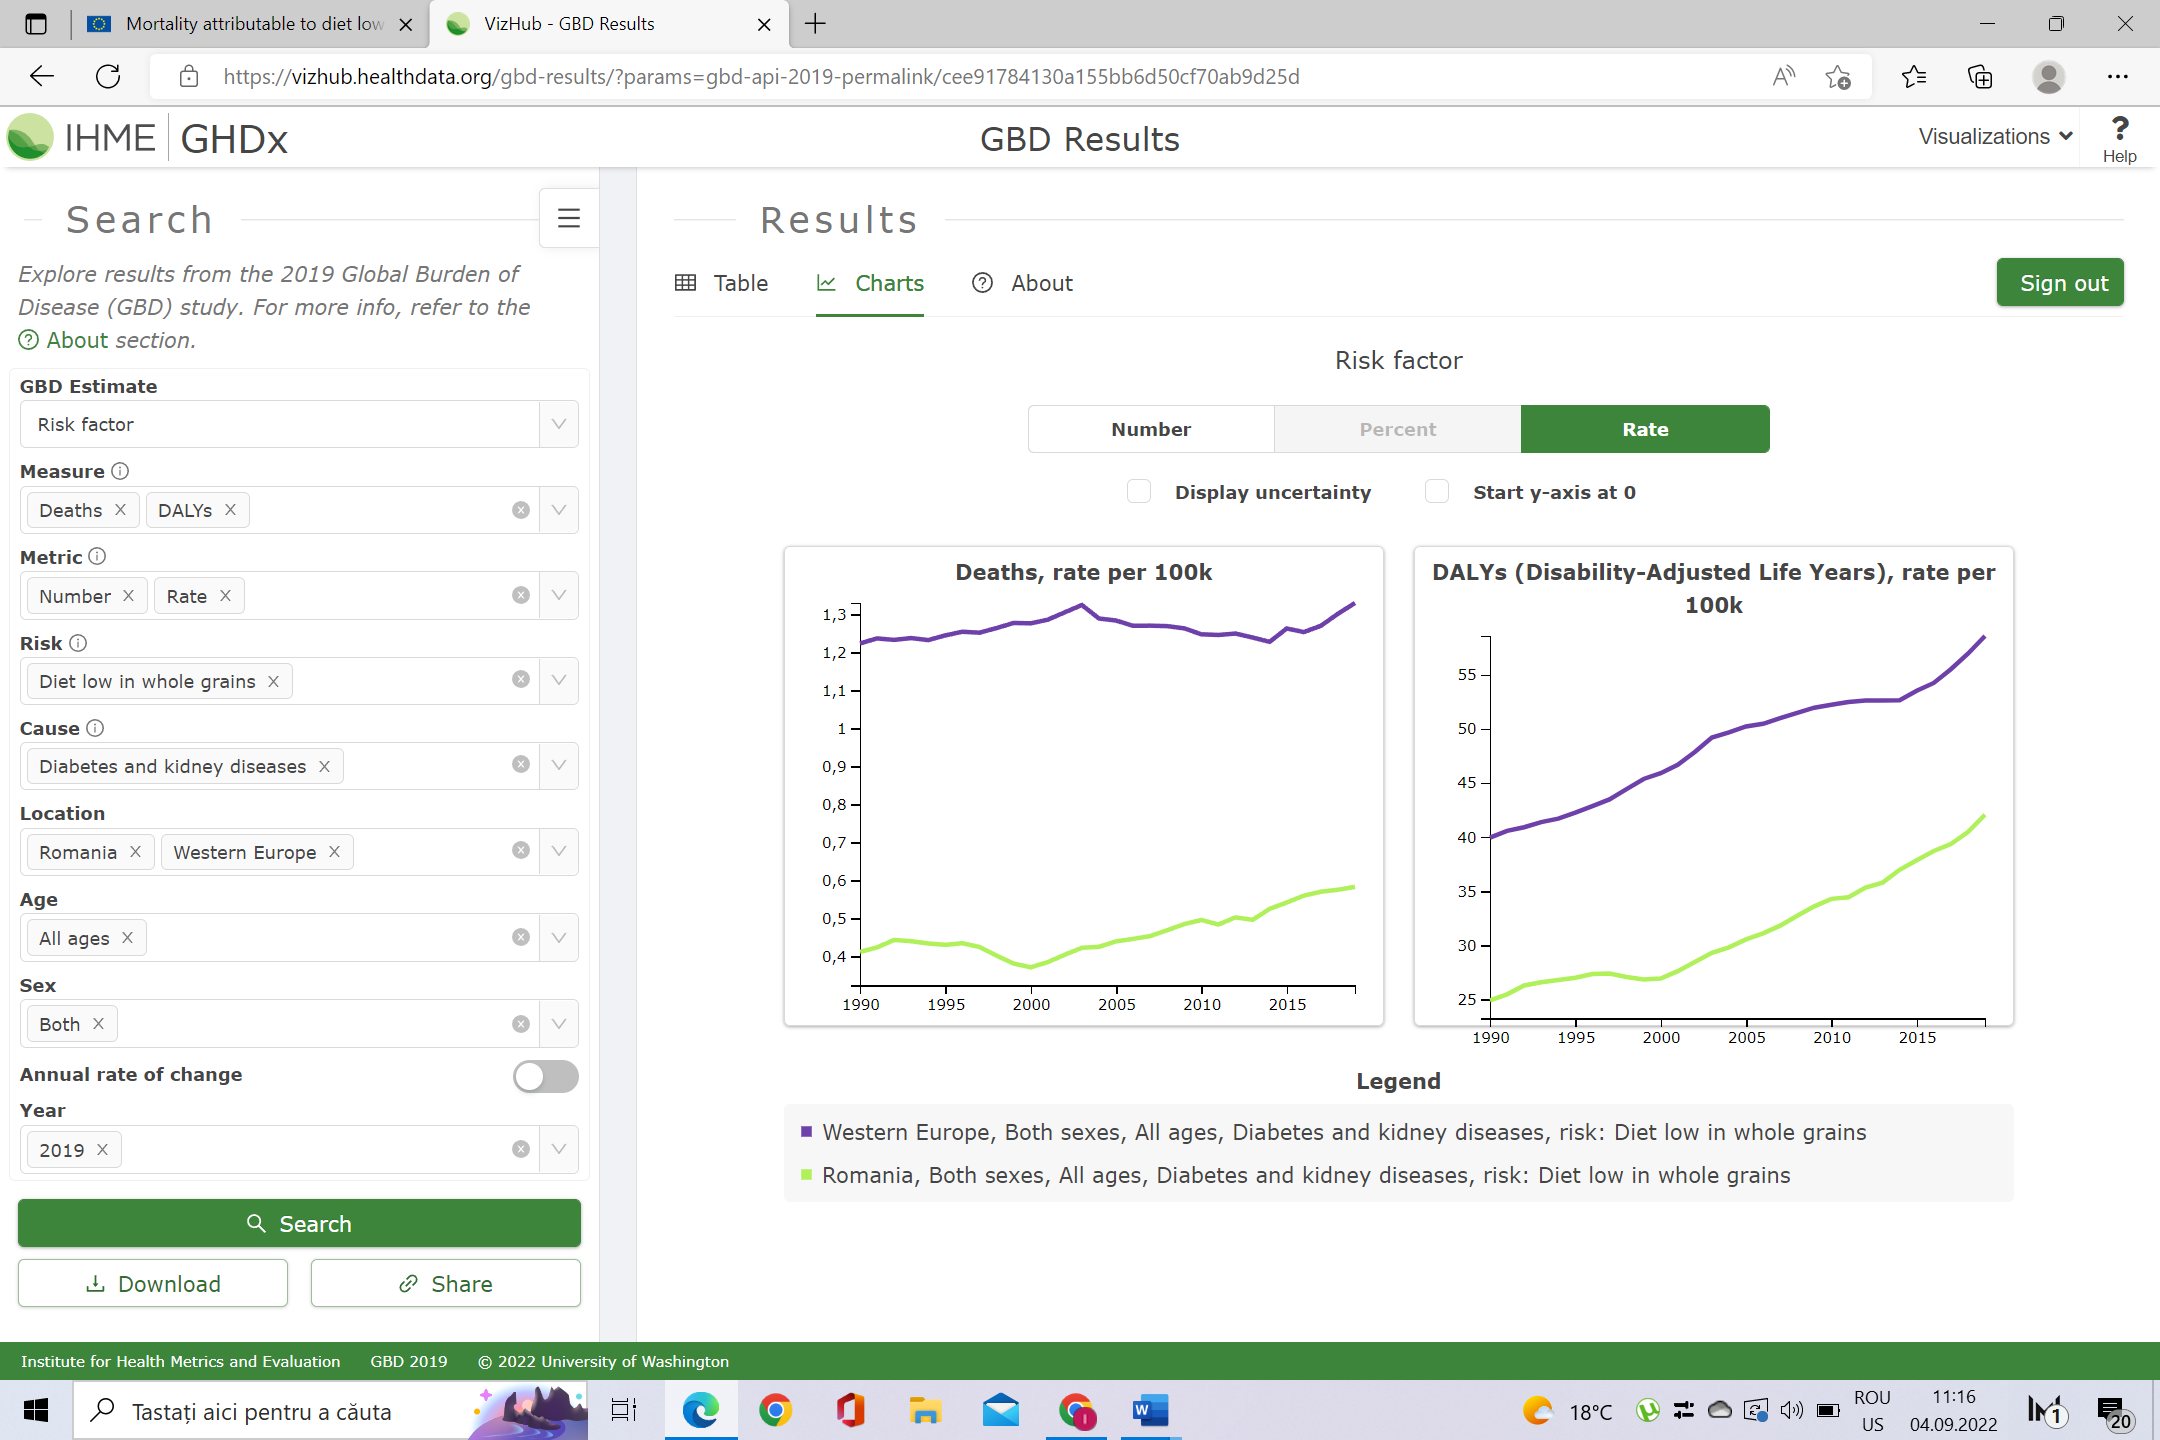 Mortality attributable to diet low
VizHub - GBD Results
https://vizhub.healthdata.org/gbd-results/?params=gbd-api-2019-permalink/cee91784130a155bb6d50cf70ab9d25d
IHME GHDx
GBD Results
Visualizations
? Help
Search
Explore results from the 2019 Global Burden of
Disease (GBD) study. For more info, refer to the
? About section.
GBD Estimate
Risk factor
Measure
Deaths X DALYs X
Metric
Number X Rate X
Risk
Diet low in whole grains X
Cause
Diabetes and kidney diseases X
Location
Romania X Western Europe X
Age
All ages X
Sex
Both X
Annual rate of change
Year
2019 X
Search
Download Share
Results
Table Charts ? About
Sign out
Risk factor
Number Percent Rate
Display uncertainty Start y-axis at 0
Deaths, rate per 100k
1,3
1,2
1,1
1
0,9
0,8
0,7
0,6
0,5
0,4
1990 1995 2000 2005 2010 2015
DALYs (Disability-Adjusted Life Years), rate per
100k
55
50
45
40
35
30
25
1990 1995 2000 2005 2010 2015
Legend
Western Europe, Both sexes, All ages, Diabetes and kidney diseases, risk: Diet low in whole grains
Romania, Both sexes, All ages, Diabetes and kidney diseases, risk: Diet low in whole grains
Institute for Health Metrics and Evaluation GBD 2019 © 2022 University of Washington
Tastați aici pentru a căuta
18°C
ROU
US
11:16
04.09.2022
1
20